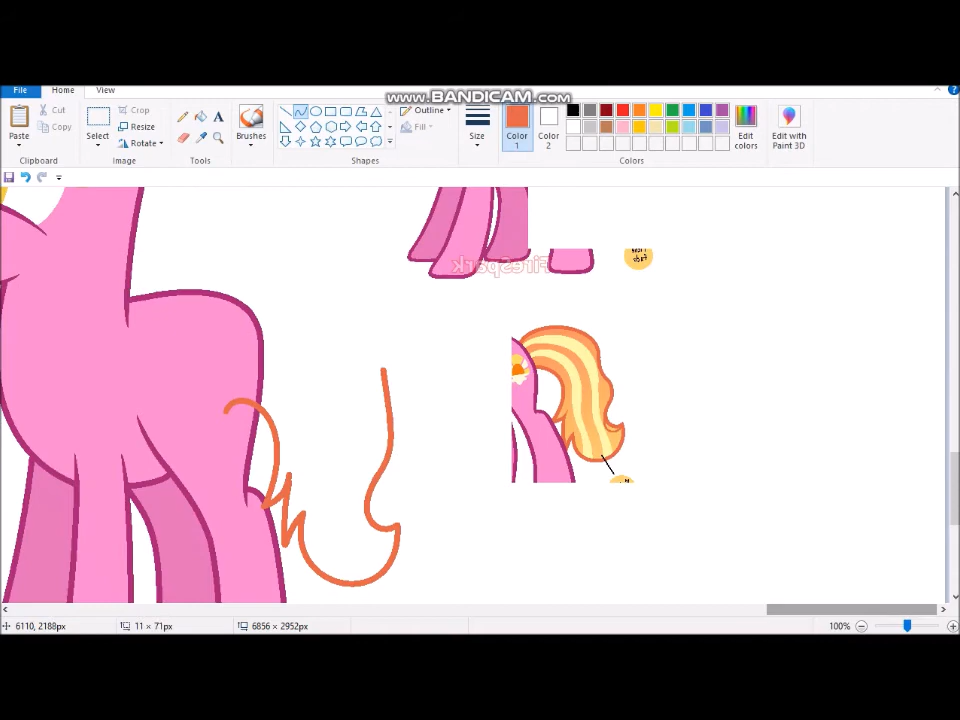 www.BANDICAM.com
File Home View
Paste
Cut
Copy
Clipboard
Select
Crop
Resize
Rotate
Image
A
Tools
Brushes
Outline
Fill
Shapes
Size
Color
1
Color
2
Edit
colors
Colors
Edit with
Paint 3D
FireSpark
6110, 2188px
11 × 71px
6856 × 2952px
100%